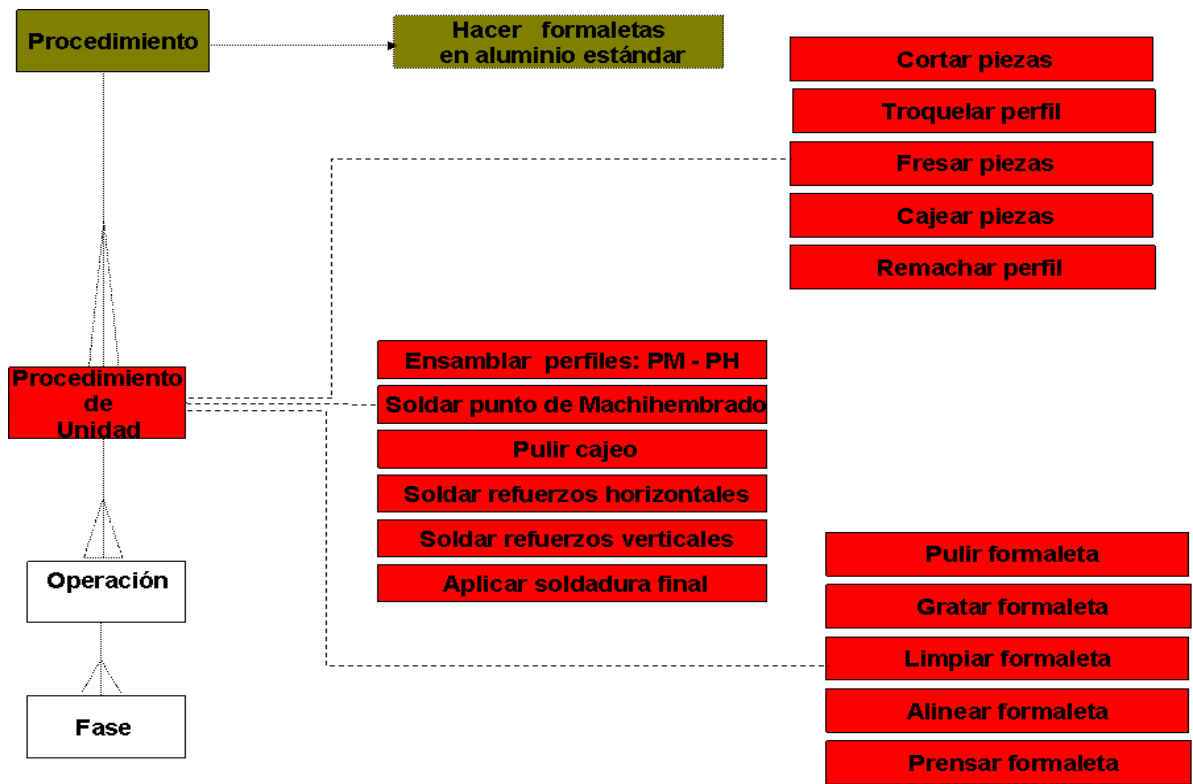 Procedimiento
Hacer formaletas
en aluminio estándar
Cortar piezas
Troquelar perfil
Fresar piezas
Cajear piezas
Remachar perfil
Procedimiento
de
Unidad
Ensamblar perfiles: PM - PH
Soldar punto de Machihembrado
Pulir cajeo
Soldar refuerzos horizontales
Soldar refuerzos verticales
Aplicar soldadura final
Operación
Fase
Pulir formaleta
Gratar formaleta
Limpiar formaleta
Alinear formaleta
Prensar formaleta